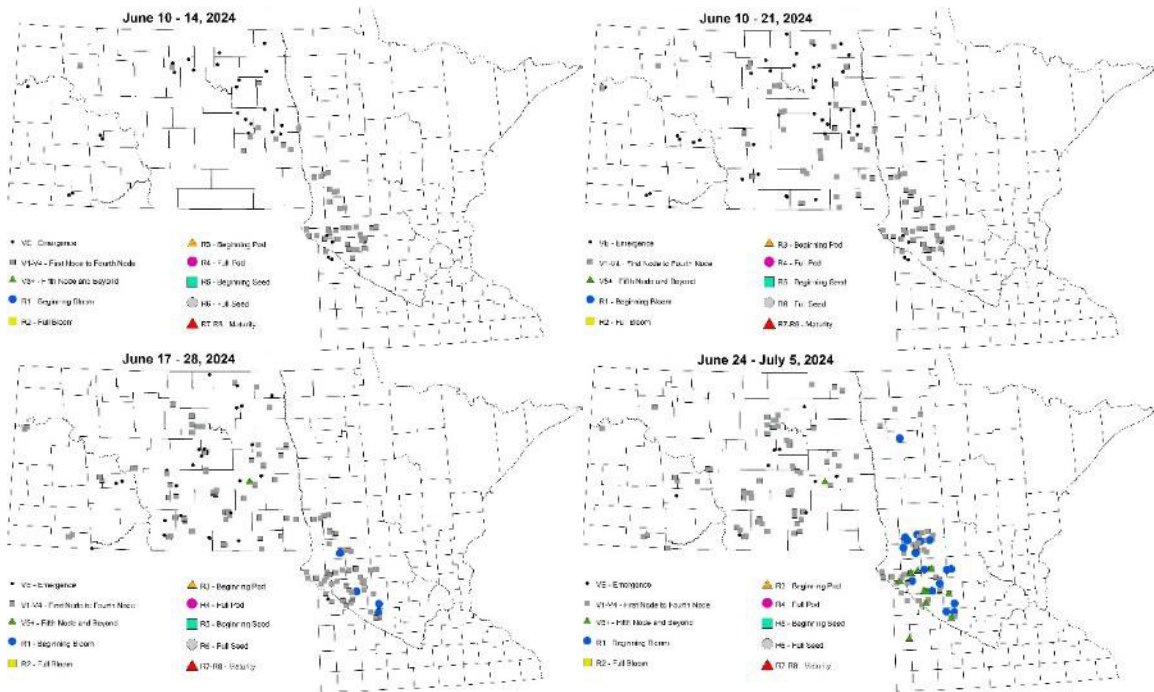 June 10 - 14, 2024
VE - Emergence
V1-V4 - First Node to Fourth Node
V5+ - Fifth Node and Beyond
R1 - Beginning Bloom
R2 - Full Bloom
R3 - Beginning Pod
R4 - Full Pod
R5 - Beginning Seed
R6 - Full Seed
R7-R8 - Maturity
June 10 - 21, 2024
VE - Emergence
V1-V4 - First Node to Fourth Node
V5+ - Fifth Node and Beyond
R1 - Beginning Bloom
R2 - Full Bloom
R3 - Beginning Pod
R4 - Full Pod
R5 - Beginning Seed
R6 - Full Seed
R7-R8 - Maturity
June 17 - 28, 2024
VE - Emergence
V1-V4 - First Node to Fourth Node
V5+ - Fifth Node and Beyond
R1 - Beginning Bloom
R2 - Full Bloom
R3 - Beginning Pod
R4 - Full Pod
R5 - Beginning Seed
R6 - Full Seed
R7-R8 - Maturity
June 24 - July 5, 2024
VE - Emergence
V1-V4 - First Node to Fourth Node
V5+ - Fifth Node and Beyond
R1 - Beginning Bloom
R2 - Full Bloom
R3 - Beginning Pod
R4 - Full Pod
R5 - Beginning Seed
R6 - Full Seed
R7-R8 - Maturity